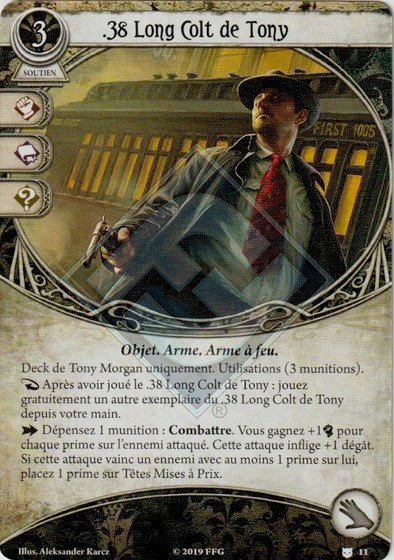 3
.38 Long Colt de Tony
SOUTIEN
FIRST 1005
Objet. Arme. Arme à feu.
Deck de Tony Morgan uniquement. Utilisations (3 munitions).
Après avoir joué le .38 Long Colt de Tony : jouez
gratuitement un autre exemplaire du .38 Long Colt de Tony
depuis votre main.
Dépensez 1 munition : Combattre. Vous gagnez +1 pour
chaque prime sur l'ennemi attaqué. Cette attaque inflige +1 dégât.
Si cette attaque vainc un ennemi avec au moins 1 prime sur lui,
placez 1 prime sur Têtes Mises à Prix.
Illus. Aleksander Karcz
© 2019 FFG
11